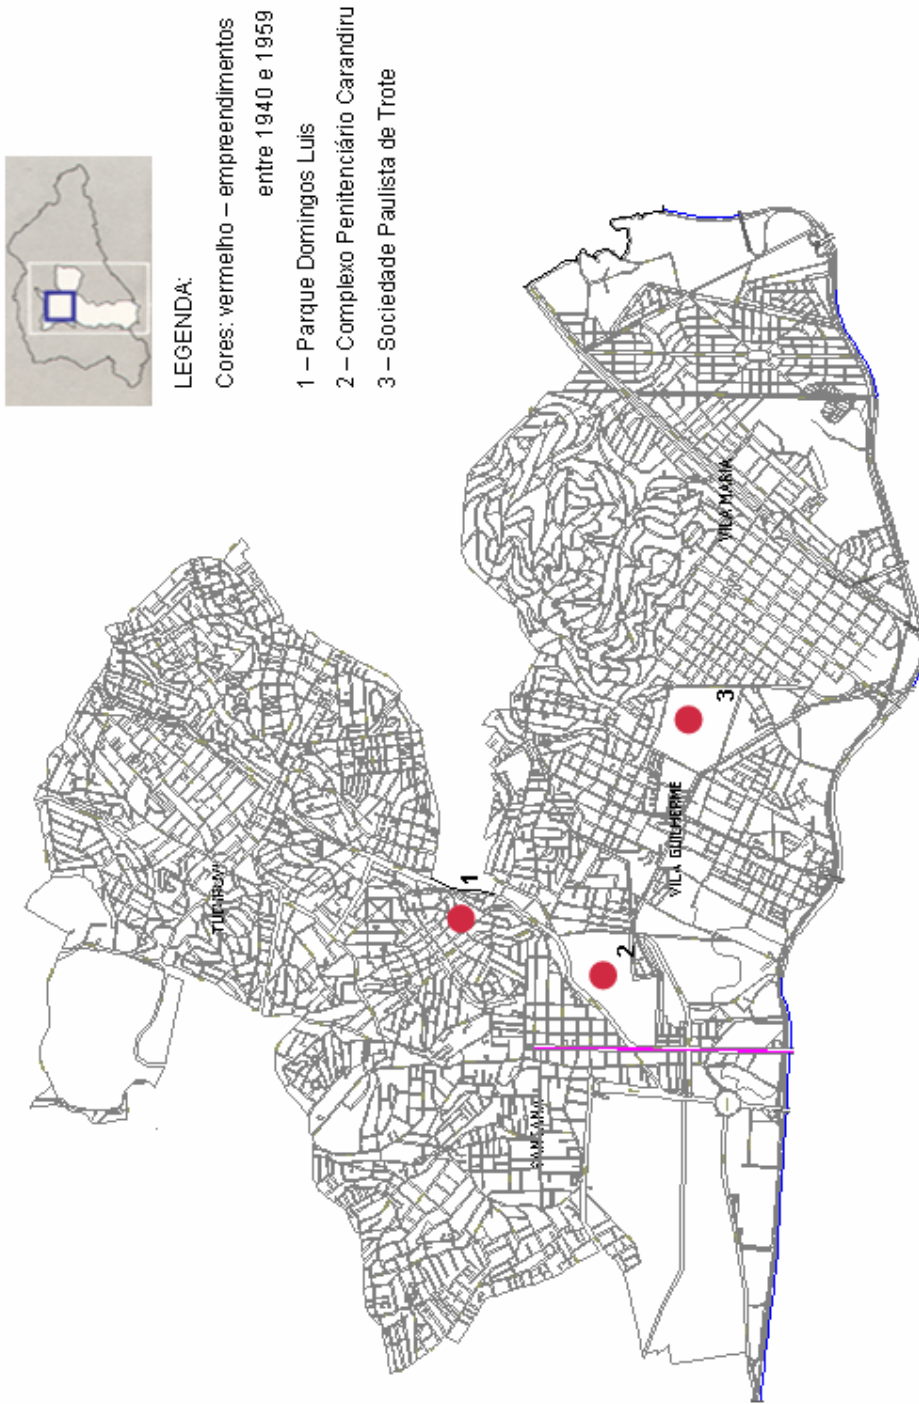 LEGENDA:
Cores: vermelho – empreendimentos
entre 1940 e 1959
1 – Parque Domingos Luis
2 – Complexo Penitenciário Carandiru
3 – Sociedade Paulista de Trote
TUCURUVI
1
SANTANA
2
VILA GUILHERME
3
VILA MARIA